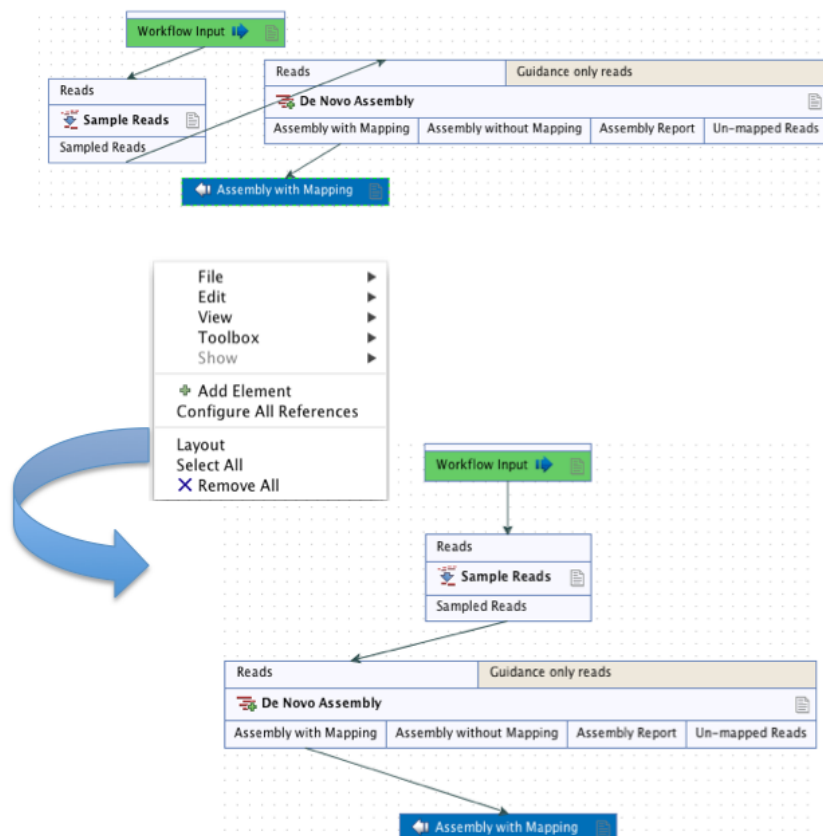 Workflow Input
Reads
Guidance only reads
Reads
De Novo Assembly
Sample Reads
Assembly with Mapping
Assembly without Mapping
Assembly Report
Un-mapped Reads
Sampled Reads
Assembly with Mapping
File
Edit
View
Toolbox
Show
Add Element
Configure All References
Layout
Select All
Remove All
Workflow Input
Reads
Sample Reads
Sampled Reads
Reads
Guidance only reads
De Novo Assembly
Assembly with Mapping
Assembly without Mapping
Assembly Report
Un-mapped Reads
Assembly with Mapping